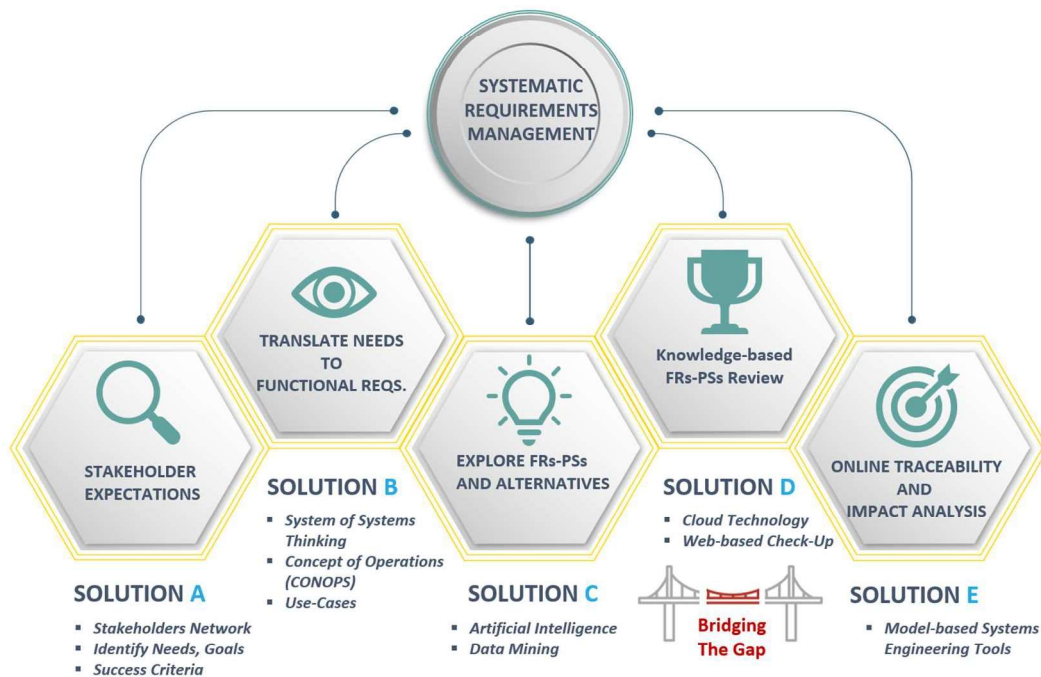 SYSTEMATIC
REQUIREMENTS
MANAGEMENT
STAKEHOLDER
EXPECTATIONS
SOLUTION A
▪ Stakeholders Network
▪ Identify Needs, Goals
▪ Success Criteria
TRANSLATE NEEDS
TO
FUNCTIONAL REQS.
SOLUTION B
▪ System of Systems
Thinking
▪ Concept of Operations
(CONOPS)
▪ Use-Cases
EXPLORE FRs-PSs
AND ALTERNATIVES
SOLUTION C
▪ Artificial Intelligence
▪ Data Mining
Knowledge-based
FRs-PSs Review
SOLUTION D
▪ Cloud Technology
▪ Web-based Check-Up
Bridging
The Gap
ONLINE TRACEABILITY
AND
IMPACT ANALYSIS
SOLUTION E
▪ Model-based Systems
Engineering Tools